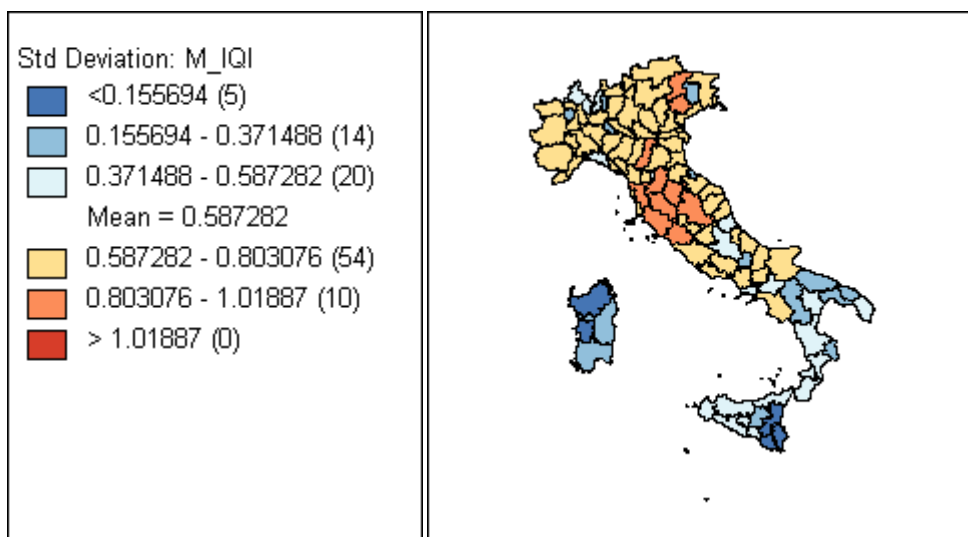 Std Deviation: M_IQI
<0.155694 (5)
0.155694 - 0.371488 (14)
0.371488 - 0.587282 (20)
Mean = 0.587282
0.587282 - 0.803076 (54)
0.803076 - 1.01887 (10)
> 1.01887 (0)